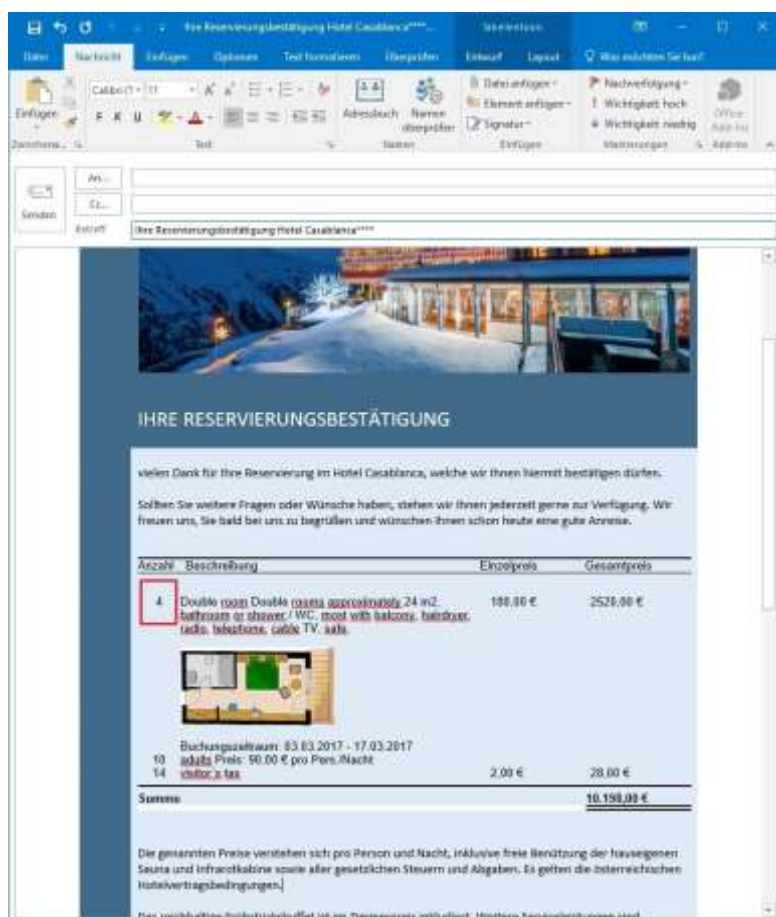 Ihre Reservierungsbestätigung Hotel Casablanca****...
Tabellentools
Datei Nachricht Einfügen Optionen Text formatieren Überprüfen Entwurf Layout Was möchten Sie tun?
Einfügen
Calibri (T 11
F K U
Adressbuch Namen überprüfen
Datei anfügen
Element anfügen
Signatur
Nachverfolgung
Wichtigkeit: hoch
Wichtigkeit: niedrig
Office-
Add-Ins
Zwischena... Text Namen Einfügen Markierungen Add-Ins
An...
Cc...
Senden
Betreff Ihre Reservierungsbestätigung Hotel Casablanca****
IHRE RESERVIERUNGSBESTÄTIGUNG
vielen Dank für Ihre Reservierung im Hotel Casablanca, welche wir Ihnen hiermit bestätigen dürfen.
Sollten Sie weitere Fragen oder Wünsche haben, stehen wir Ihnen jederzeit gerne zur Verfügung. Wir
freuen uns, Sie bald bei uns zu begrüßen und wünschen Ihnen schon heute eine gute Anreise.
Anzahl Beschreibung Einzelpreis Gesamtpreis
4 Double room Double rooms approximately 24 m2. 180.00 € 2520.00 €
bathroom or shower / WC, most with balcony, hairdryer,
radio, telephone, cable TV, safe.
Buchungszeitraum: 03.03.2017 - 17.03.2017
10 adults Preis: 90.00 € pro Pers./Nacht
14 visitor´s tax 2,00 € 28,00 €
Summe 10.198,00 €
Die genannten Preise verstehen sich pro Person und Nacht, inklusive freie Benützung der hauseigenen
Sauna und Infrarotkabine sowie aller gesetzlichen Steuern und Abgaben. Es gelten die österreichischen
Hotelvertragsbedingungen.